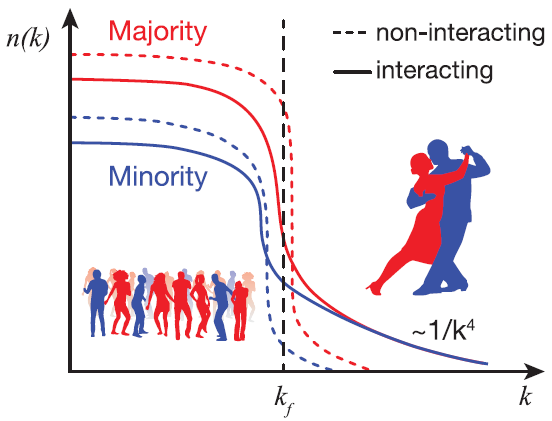 n(k)
Majority
non-interacting
interacting
Minority
~1/k⁴
k_f
k